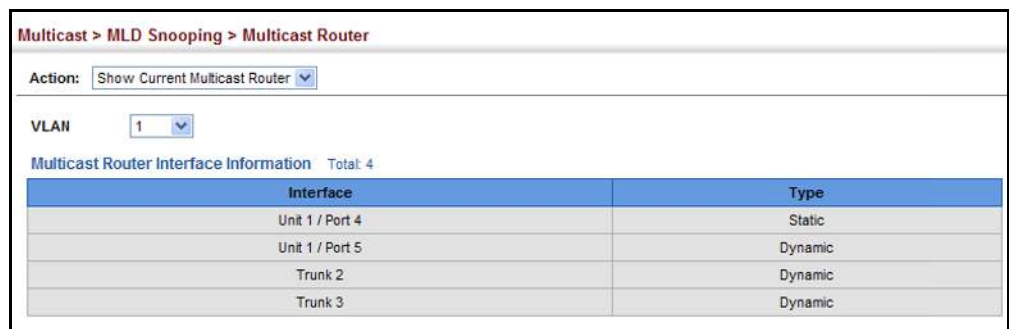 Multicast > MLD Snooping > Multicast Router
Action: Show Current Multicast Router
VLAN 1
Multicast Router Interface Information Total: 4
Interface Type
Unit 1 / Port 4 Static
Unit 1 / Port 5 Dynamic
Trunk 2 Dynamic
Trunk 3 Dynamic